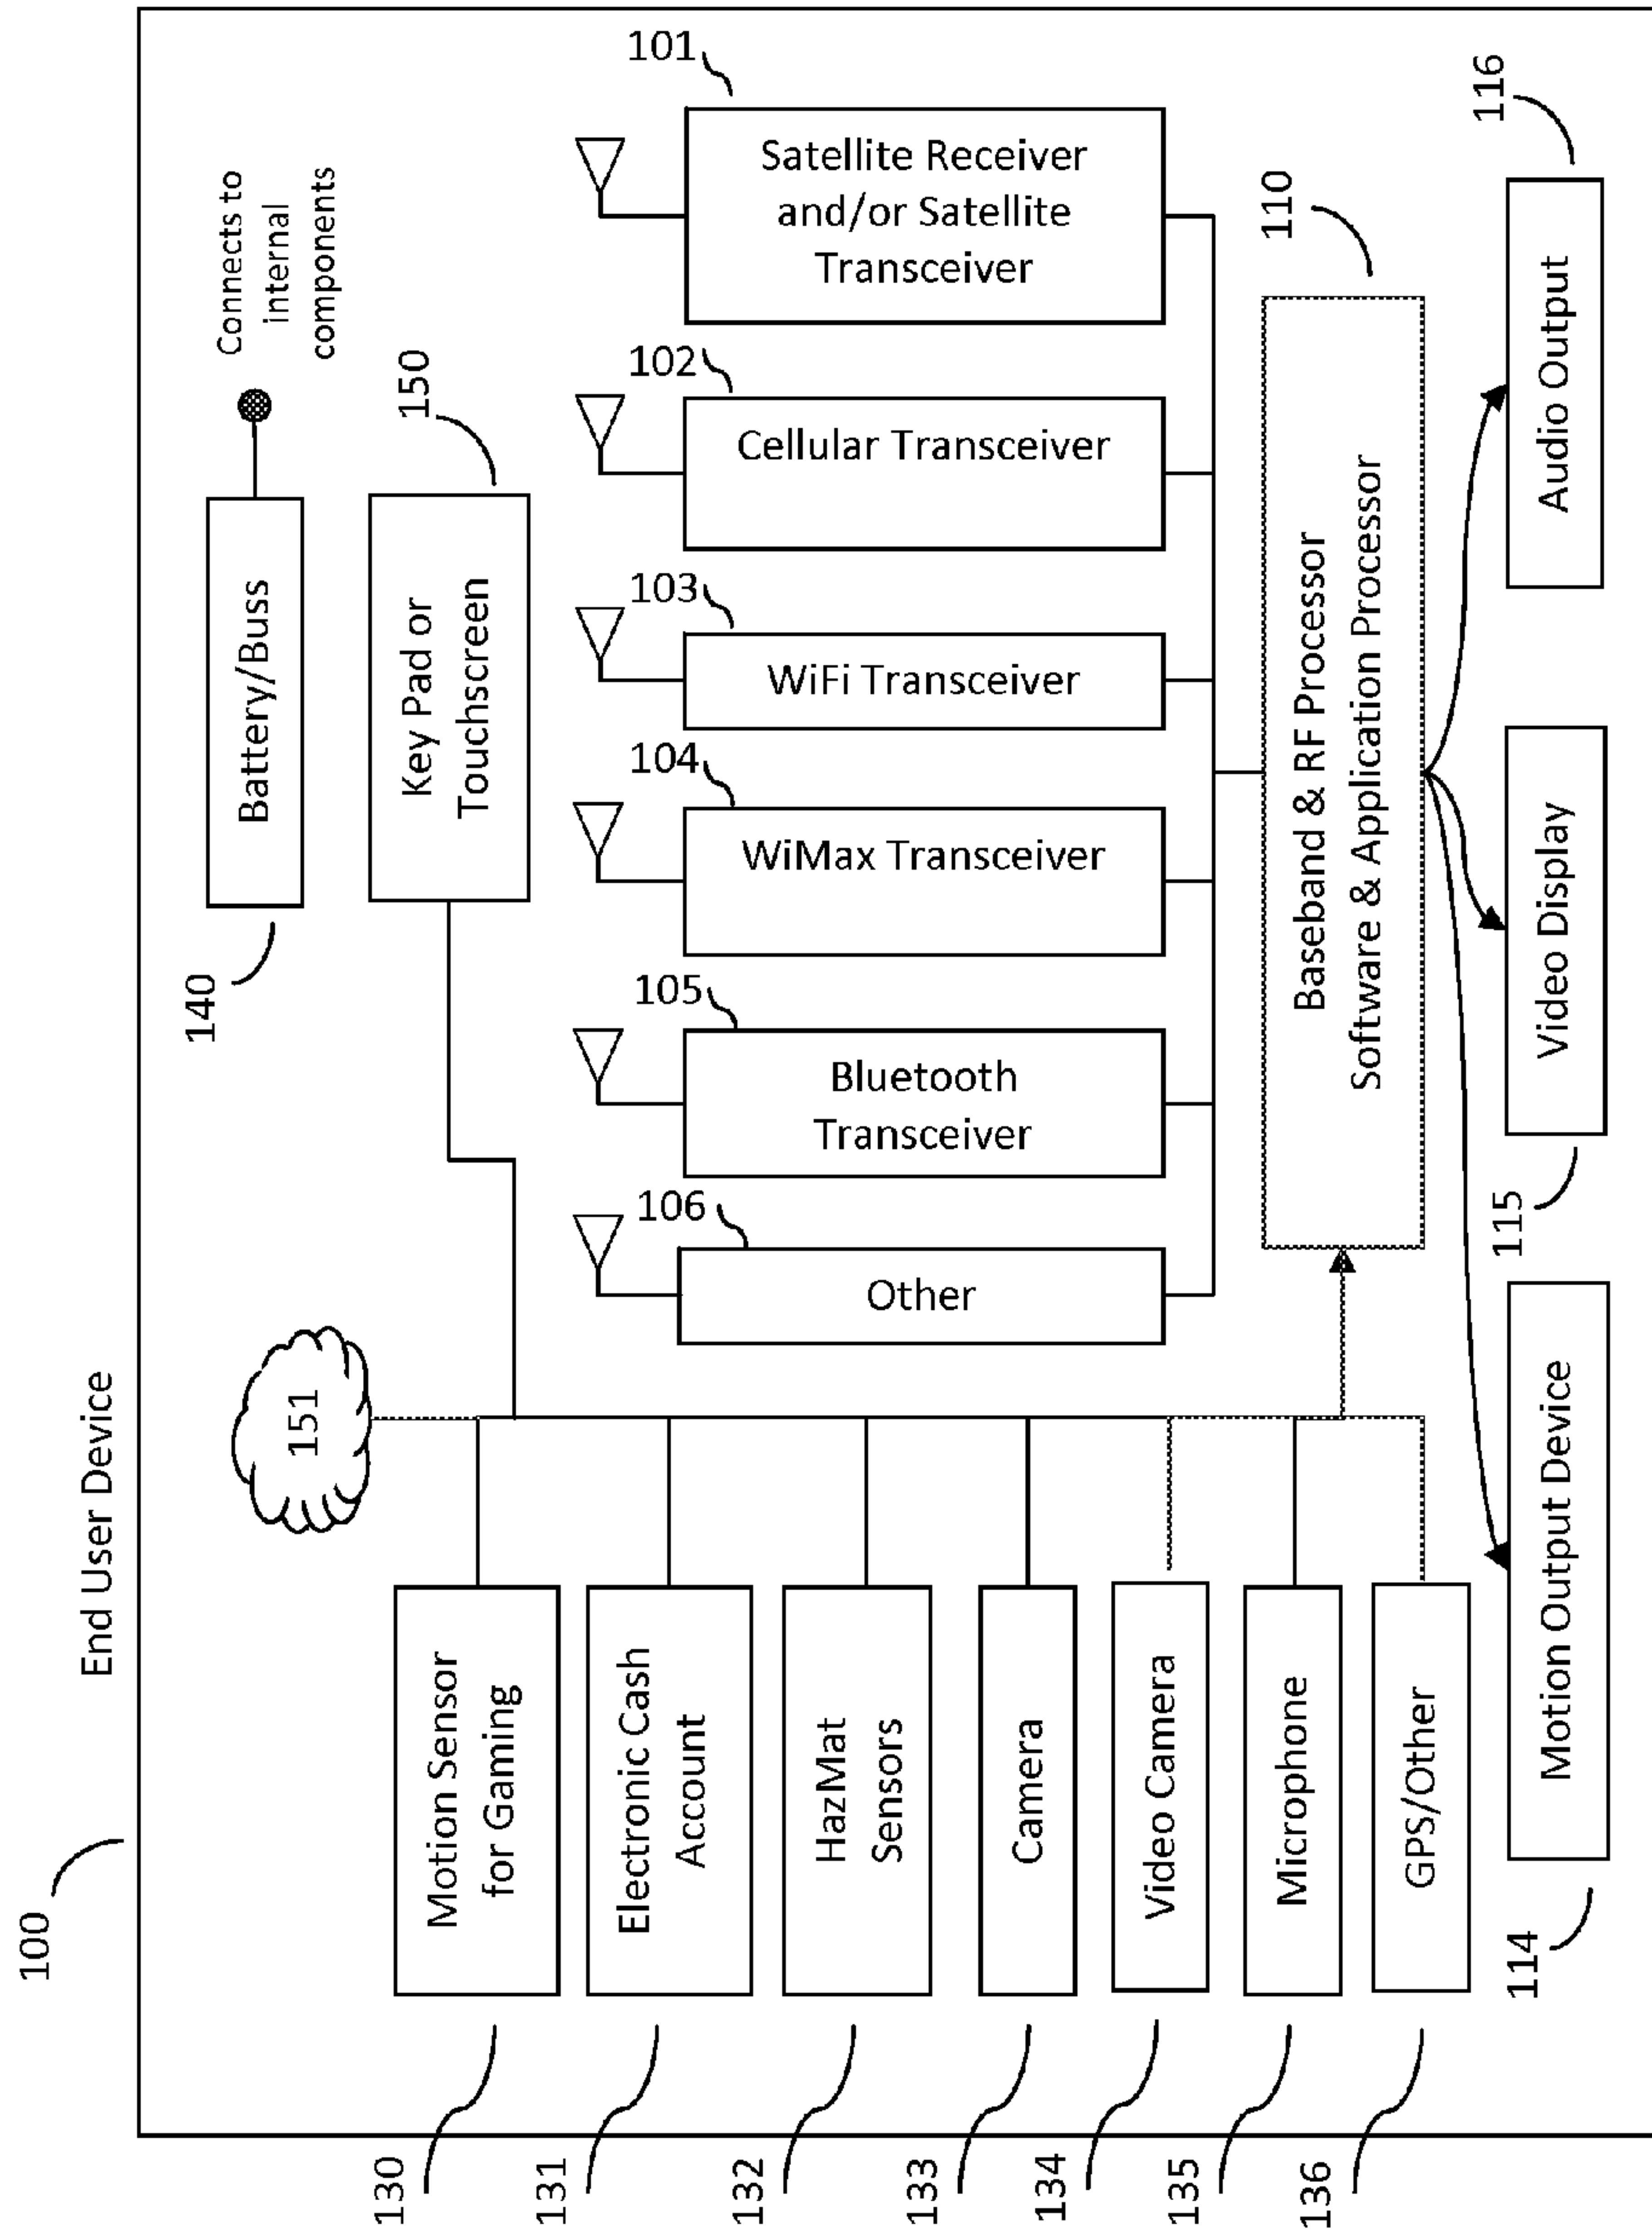 100
End User Device
140
Battery/Buss
Connects to
internal
components
151
Key Pad or
Touchscreen
150
130
Motion Sensor
for Gaming
131
Electronic Cash
Account
132
HazMat
Sensors
133
Camera
134
Video Camera
135
Microphone
136
GPS/Other
106
Other
105
Bluetooth
Transceiver
104
WiMax Transceiver
103
WiFi Transceiver
102
Cellular Transceiver
101
Satellite Receiver
and/or Satellite
Transceiver
110
Baseband & RF Processor
Software & Application Processor
114
Motion Output Device
115
Video Display
116
Audio Output